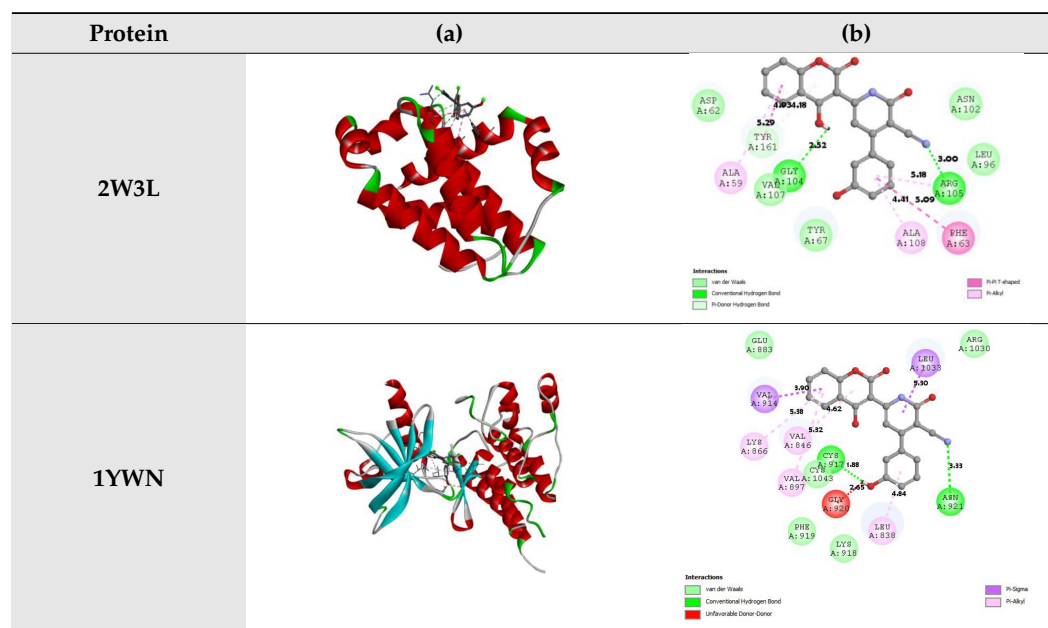 Protein (a) (b)
2W3L
ASP
A:62
ASN
A:102
4.93 4.18
5.29
TYR
A:161
2.52
3.00
LEU
A:96
ALA
A:59
GLY
A:104
VAL
A:107
5.18
ARG
A:105
4.41 5.09
TYR
A:67
ALA
A:108
PHE
A:63
Interactions
van der Waals
Conventional Hydrogen Bond
Pi-Donor Hydrogen Bond
Pi-Pi T-shaped
Pi-Alkyl
1YWN
GLU
A:883
ARG
A:1030
LEU
A:1033
3.90
5.30
VAL
A:914
5.38
4.62
5.32
LYS
A:866
VAL
A:846
CYS
A:917
1.88
3.33
CYS
A:1043
VAL
A:897
2.65
GLY
A:920
4.84
ASN
A:921
PHE
A:919
LYS
A:918
LEU
A:838
Interactions
van der Waals
Conventional Hydrogen Bond
Unfavorable Donor-Donor
Pi-Sigma
Pi-Alkyl